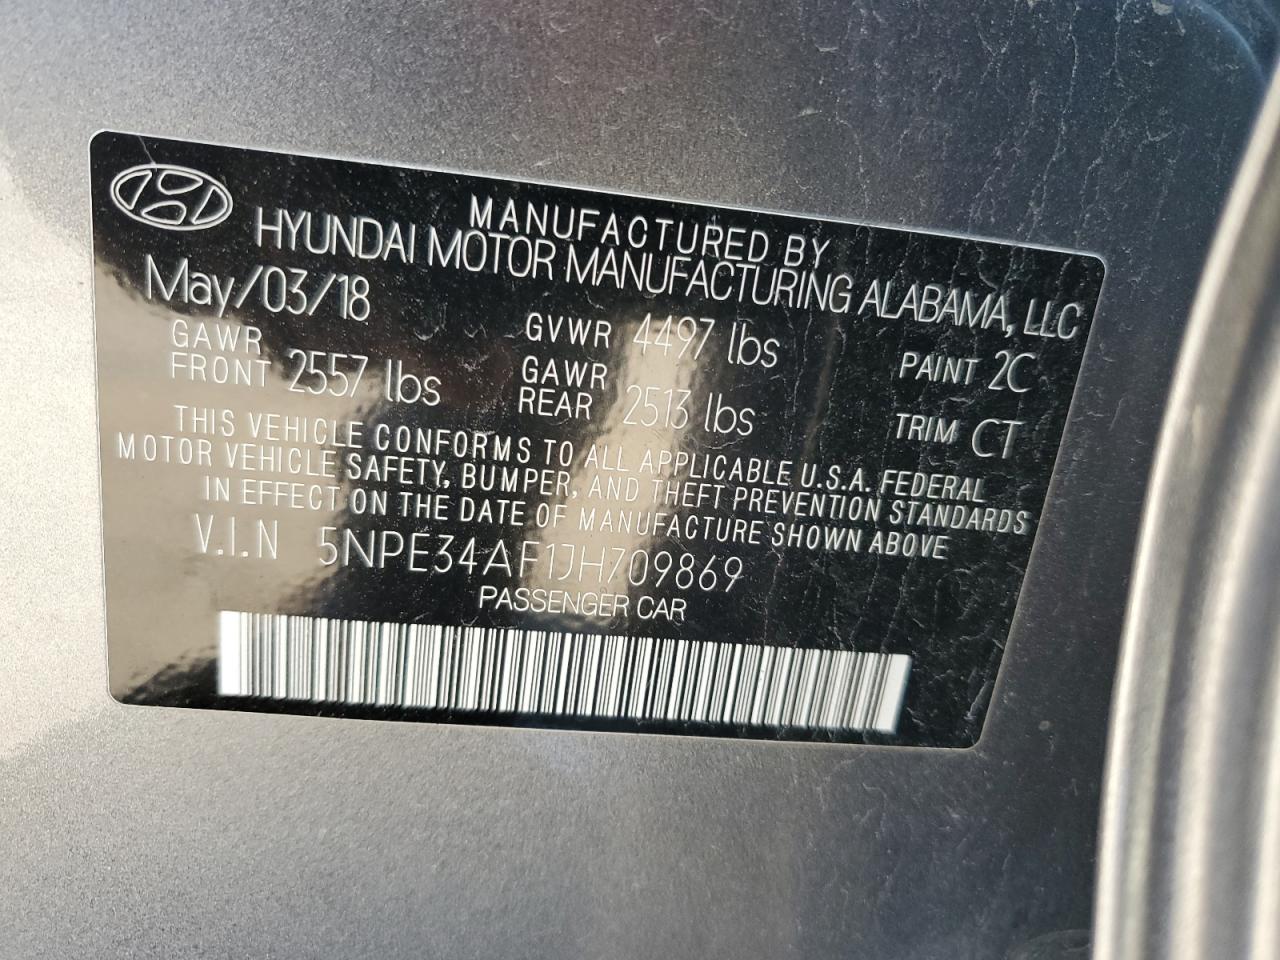 MANUFACTURED BY
HYUNDAI MOTOR MANUFACTURING ALABAMA, LLC
May/03/18 GVWR 4497 lbs PAINT 2C
GAWR FRONT 2557 lbs GAWR REAR 2513 lbs TRIM CT
THIS VEHICLE CONFORMS TO ALL APPLICABLE U.S.A. FEDERAL
MOTOR VEHICLE SAFETY, BUMPER, AND THEFT PREVENTION STANDARDS
IN EFFECT ON THE DATE OF MANUFACTURE SHOWN ABOVE
V.I.N 5NPE34AF1JH709869
PASSENGER CAR